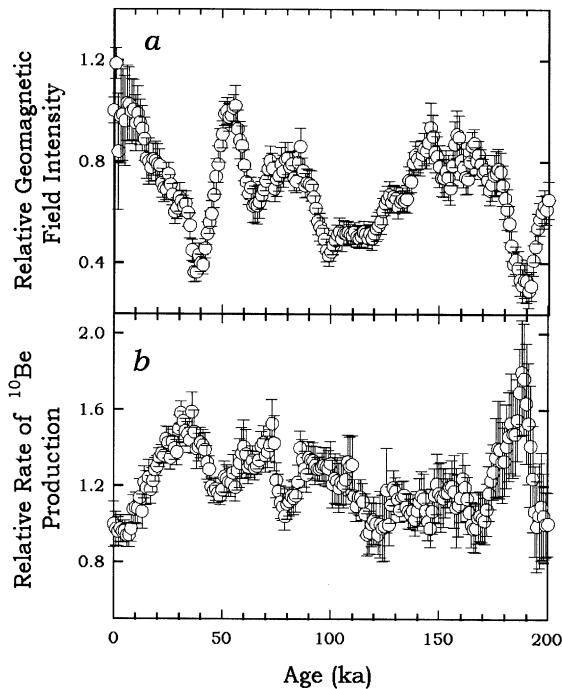 a
1.2
0.8
0.4
Relative Geomagnetic
Field Intensity
b
2.0
1.6
1.2
0.8
Relative Rate of ¹⁰Be
Production
0 50 100 150 200
Age (ka)